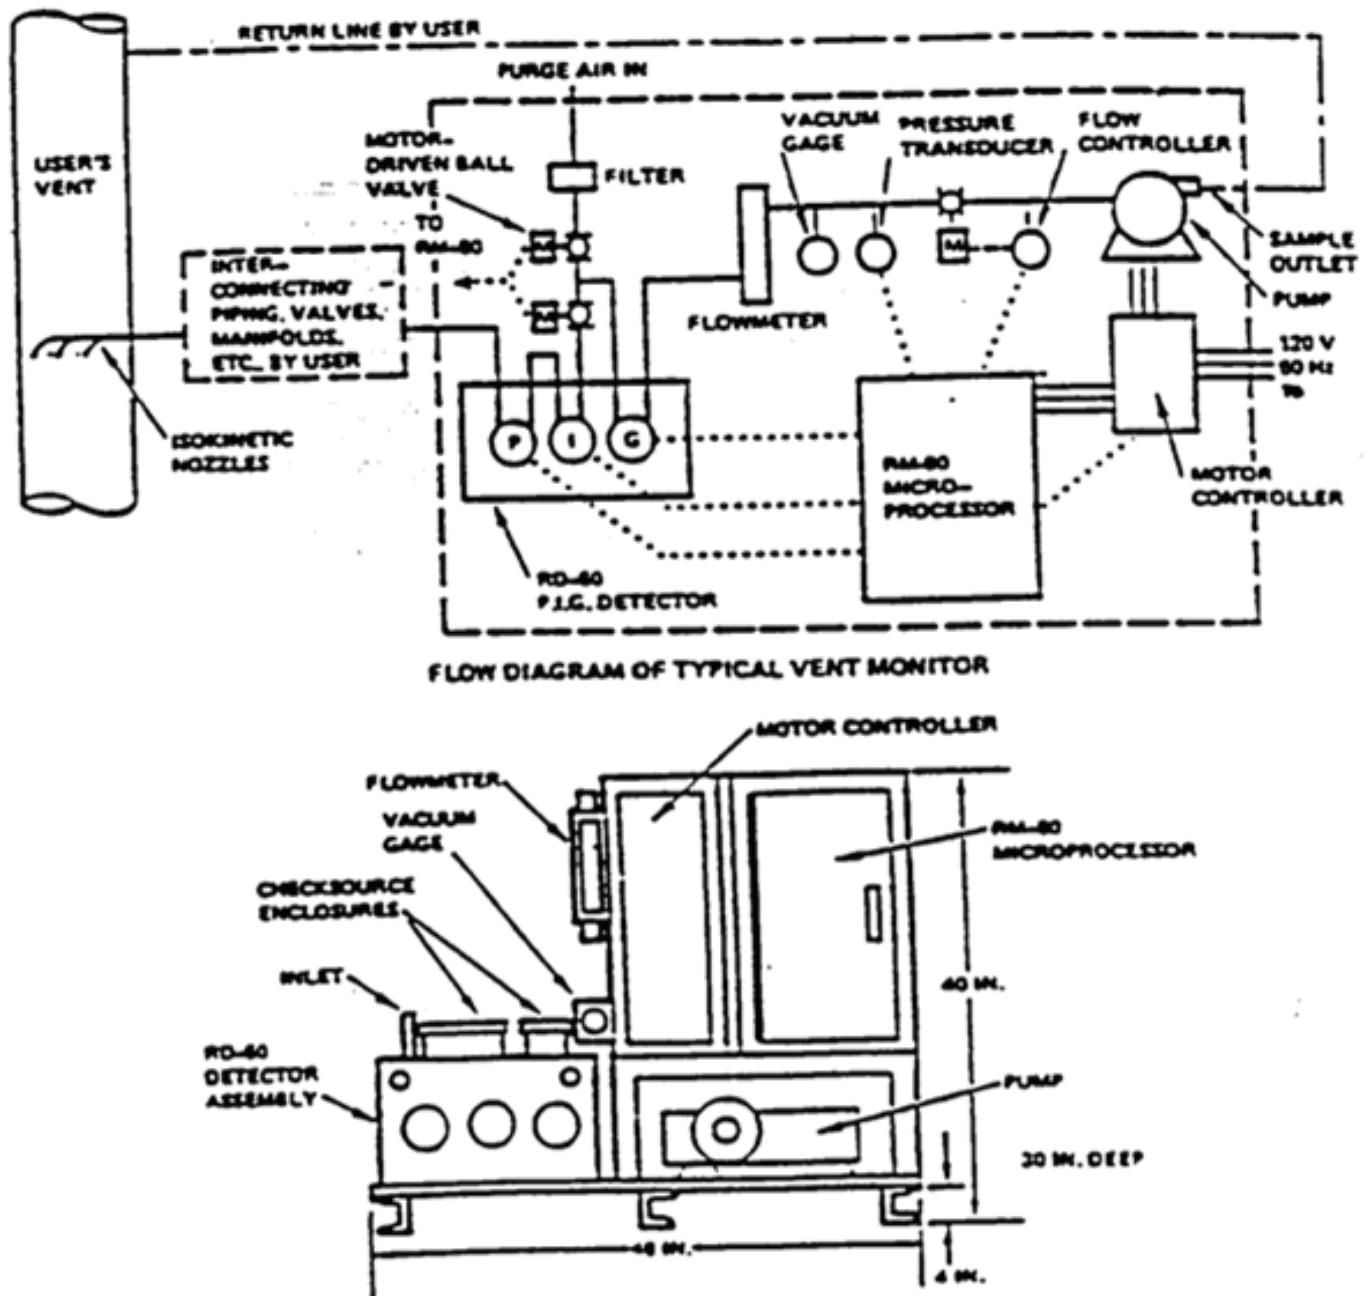 RETURN LINE BY USER
PURGE AIR IN
USER'S
VENT
MOTOR-
DRIVEN BALL
VALVE
TO
RM-80
FILTER
VACUUM
GAGE
PRESSURE
TRANSDUCER
FLOW
CONTROLLER
SAMPLE
OUTLET
PUMP
INTER-
CONNECTING
PIPING, VALVES,
MANIFOLDS,
ETC., BY USER
M
M
M
FLOWMETER
120 V
60 Hz
P
I
G
ISOKINETIC
NOZZLES
RM-80
MICRO-
PROCESSOR
MOTOR
CONTROLLER
RD-60
P.I.G. DETECTOR
FLOW DIAGRAM OF TYPICAL VENT MONITOR
MOTOR CONTROLLER
FLOWMETER
VACUUM
GAGE
RM-80
MICROPROCESSOR
CHECKSOURCE
ENCLOSURES
INLET
RD-60
DETECTOR
ASSEMBLY
PUMP
30 IN. DEEP
4 IN.